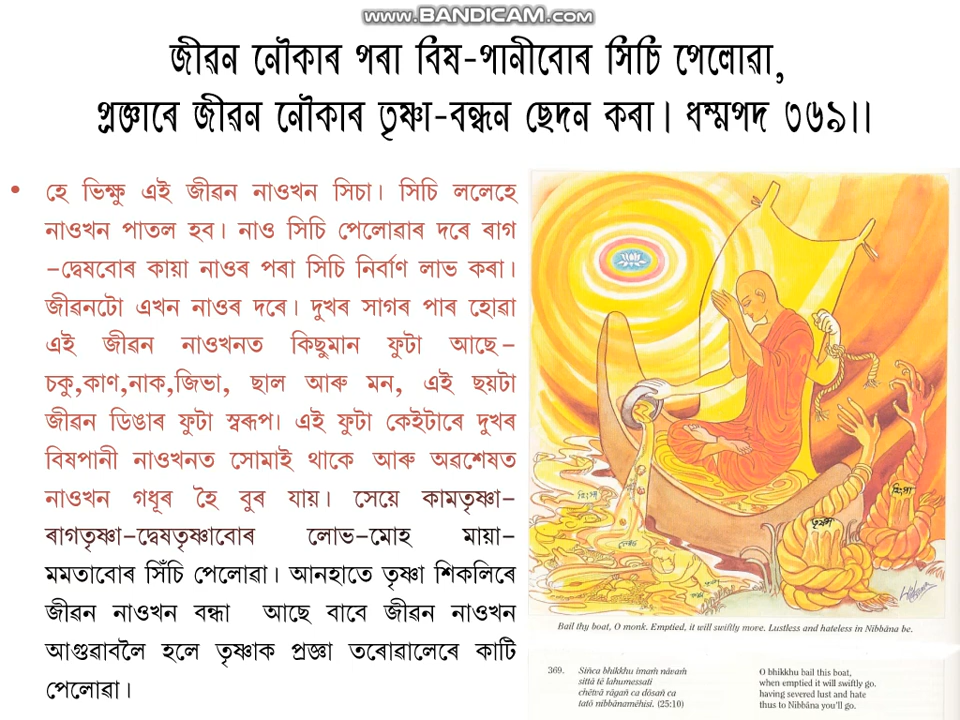 www.BANDICAM.com
জীৱন নৌকাৰ পৰা বিষ-পানীবোৰ সিচি পেলোৱা,
প্ৰজ্ঞাৰে জীৱন নৌকাৰ তৃষ্ণা-বন্ধন ছেদন কৰা। ধম্মপদ ৩৬৯।।
• হে ভিক্ষু এই জীৱন নাওখন সিচা। সিচি ললেহে
নাওখন পাতল হব। নাও সিচি পেলোৱাৰ দৰে ৰাগ
-দ্বেষবোৰ কায়া নাওৰ পৰা সিচি নিৰ্বাণ লাভ কৰা।
জীৱনটো এখন নাওৰ দৰে। দুখৰ সাগৰ পাৰ হোৱা
এই জীৱন নাওখনত কিছুমান ফুটা আছে-
চকু,কাণ,নাক,জিভা, ছাল আৰু মন, এই ছয়টা
জীৱন ডিঙাৰ ফুটা স্বৰূপ। এই ফুটা কেইটাৰে দুখৰ
বিষপানী নাওখনত সোমাই থাকে আৰু অৱশেষত
নাওখন গধূৰ হৈ বুৰ যায়। সেয়ে কামতৃষ্ণা-
ৰাগতৃষ্ণা-দ্বেষতৃষ্ণাবোৰ লোভ-মোহ মায়া-
মমতাবোৰ সিঁচি পেলোৱা। আনহাতে তৃষ্ণা শিকলিৰে
জীৱন নাওখন বন্ধা আছে বাবে জীৱন নাওখন
আগুৱাবলৈ হলে তৃষ্ণাক প্ৰজ্ঞা তৰোৱালেৰে কাটি
পেলোৱা।
হিংসা
তৃষ্ণা
Bail thy boat, O monk. Emptied, it will swiftly move. Lustless and hateless in Nibbāna be.
369. Siñca bhikkhu imaṁ nāvaṁ
sittā tē lahumessati
chētvā rāgañ ca dōsañ ca
tatō nibbānamēhisi. (25:10)
O bhikkhu bail this boat,
when emptied it will swiftly go.
having severed lust and hate
thus to Nibbāna you'll go.